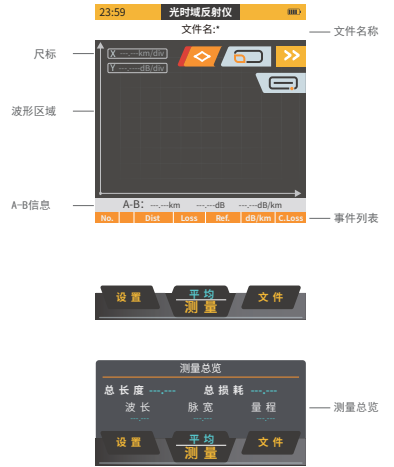 23:59 光时域反射仪
文件名:*
文件名称
尺标
X ---.---km/div
Y ---.---dB/div
波形区域
A-B信息
A-B: ---.---km ---.---dB ---.---dB/km
No. Dist Loss Ref. dB/km C.Loss
事件列表
设置 平均 测量 文件
测量总览
总长度 ---.--- 总损耗 ---.---
波长 脉宽 量程
---.--- ---.--- ---.---
测量总览
设置 平均 测量 文件